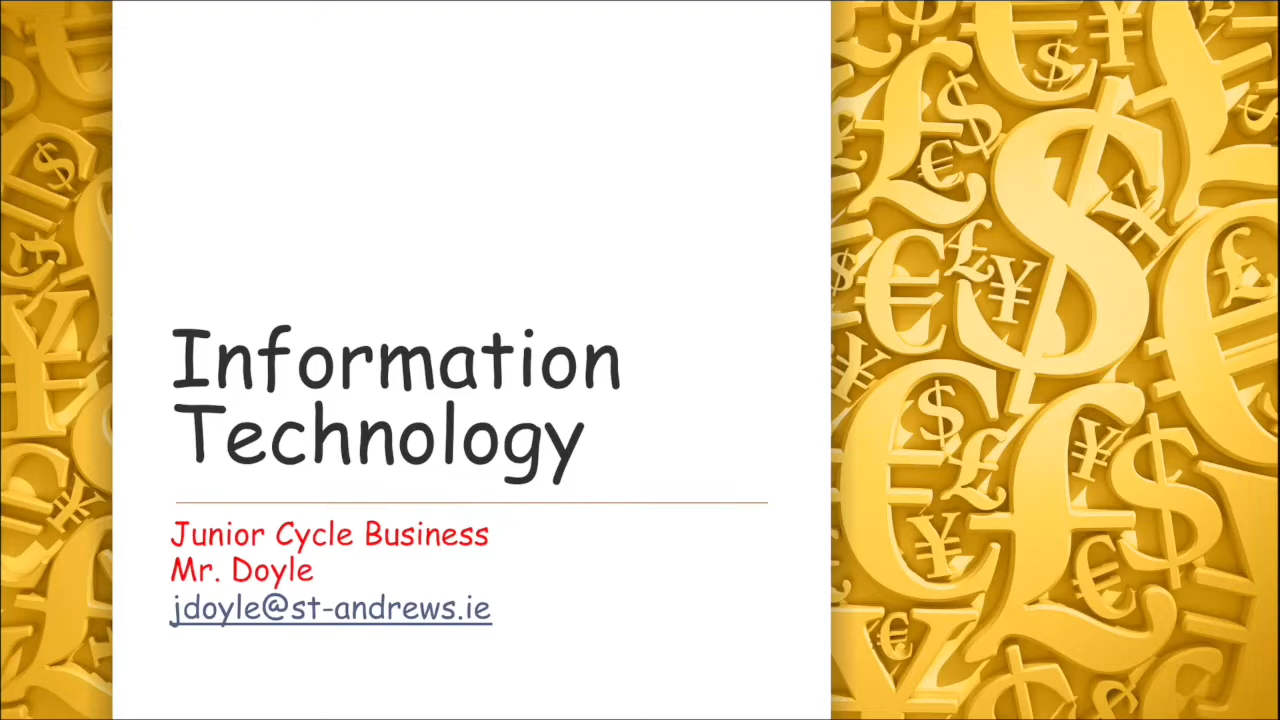 Information
Technology
Junior Cycle Business
Mr. Doyle
jdoyle@st-andrews.ie